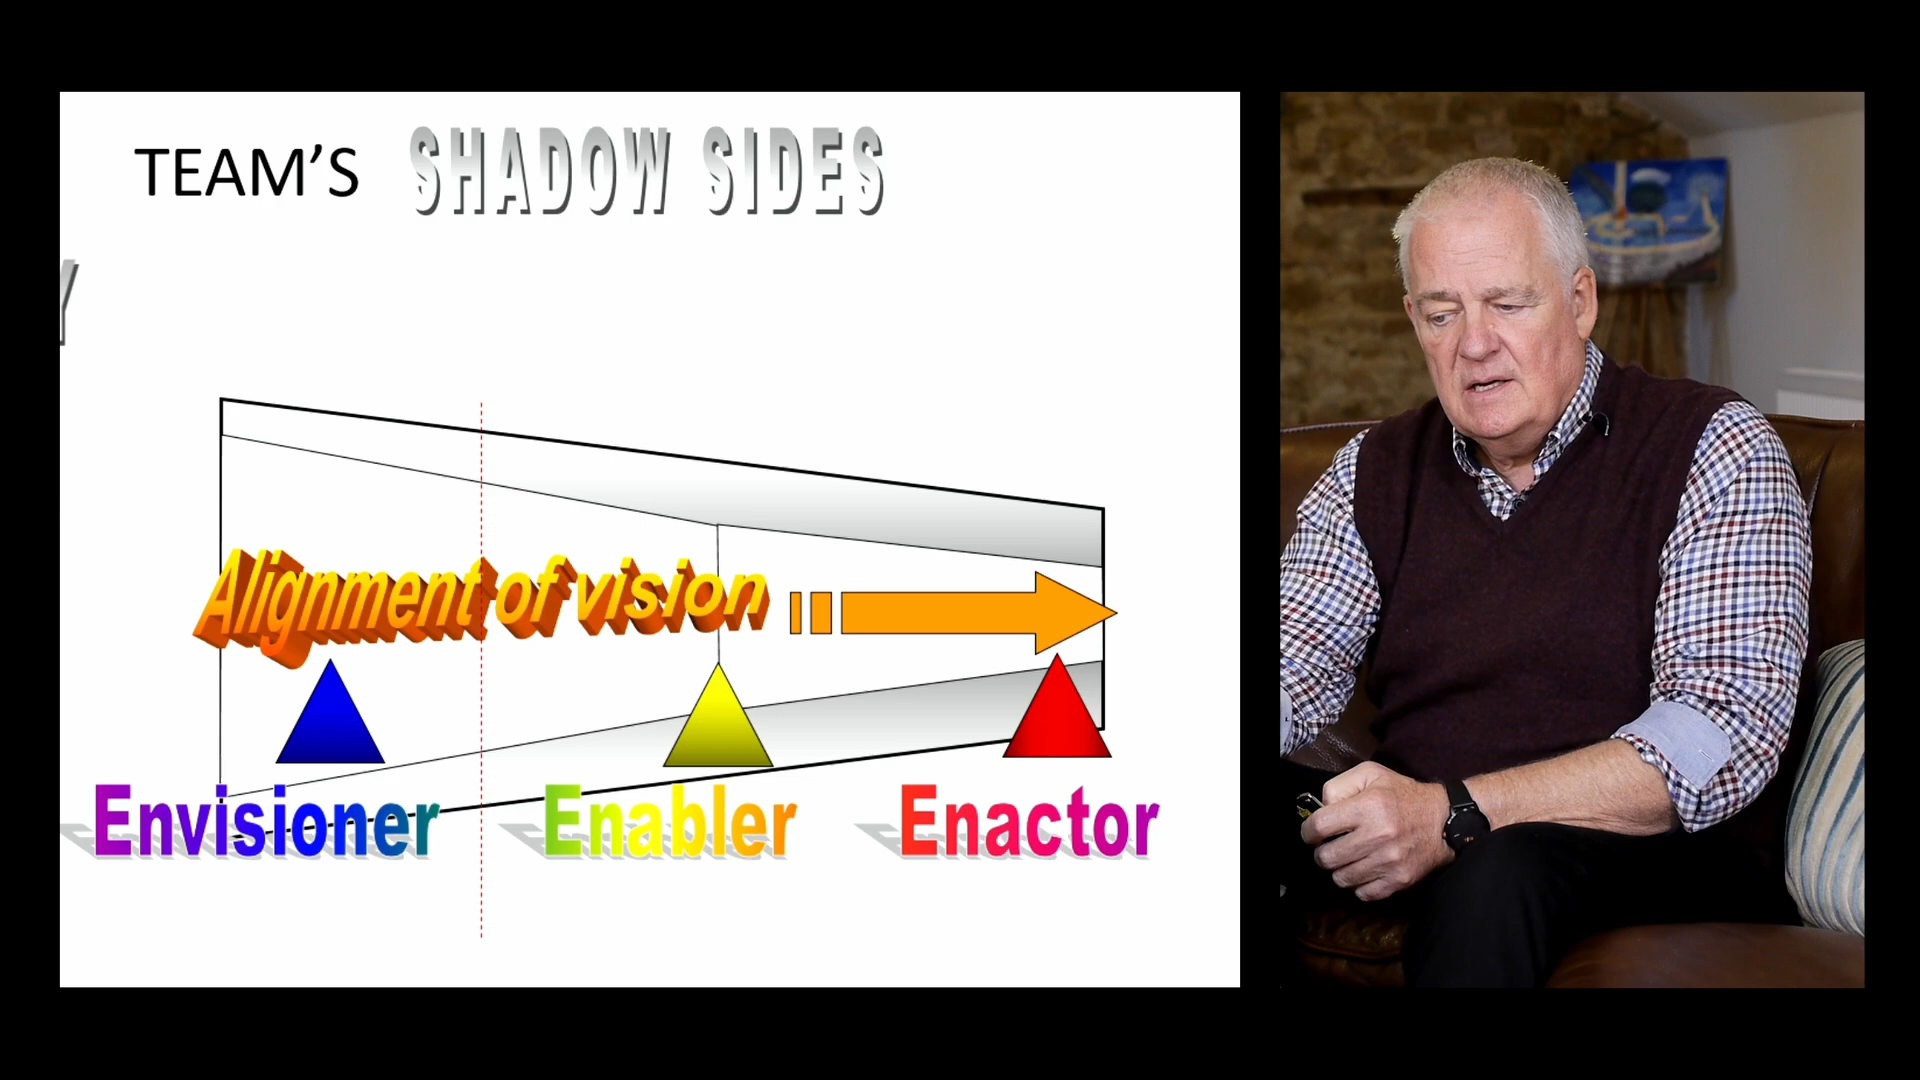 TEAM'S SHADOW SIDES
Y
Alignment of vision
Envisioner Enabler Enactor